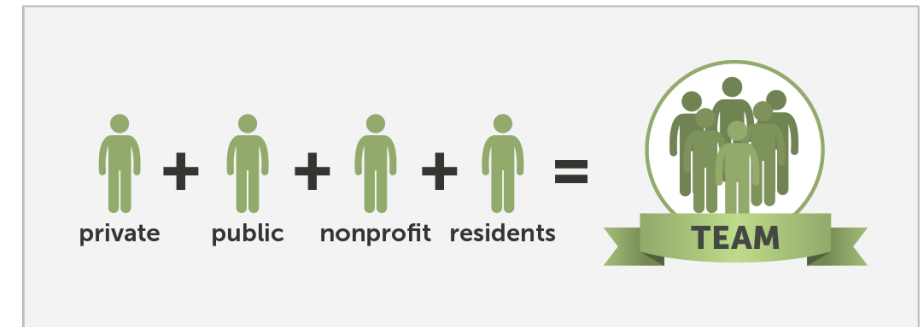 private + public + nonprofit + residents = TEAM